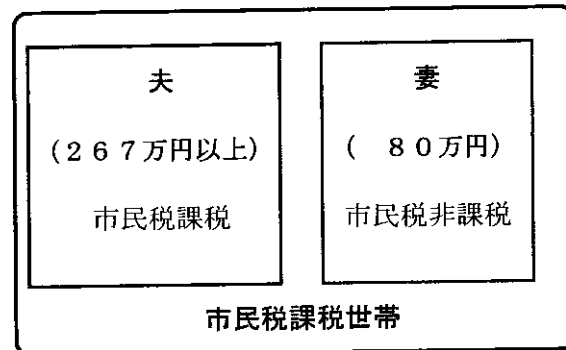 夫
(267万円以上)
市民税課税
妻
( 80万円)
市民税非課税
市民税課税世帯